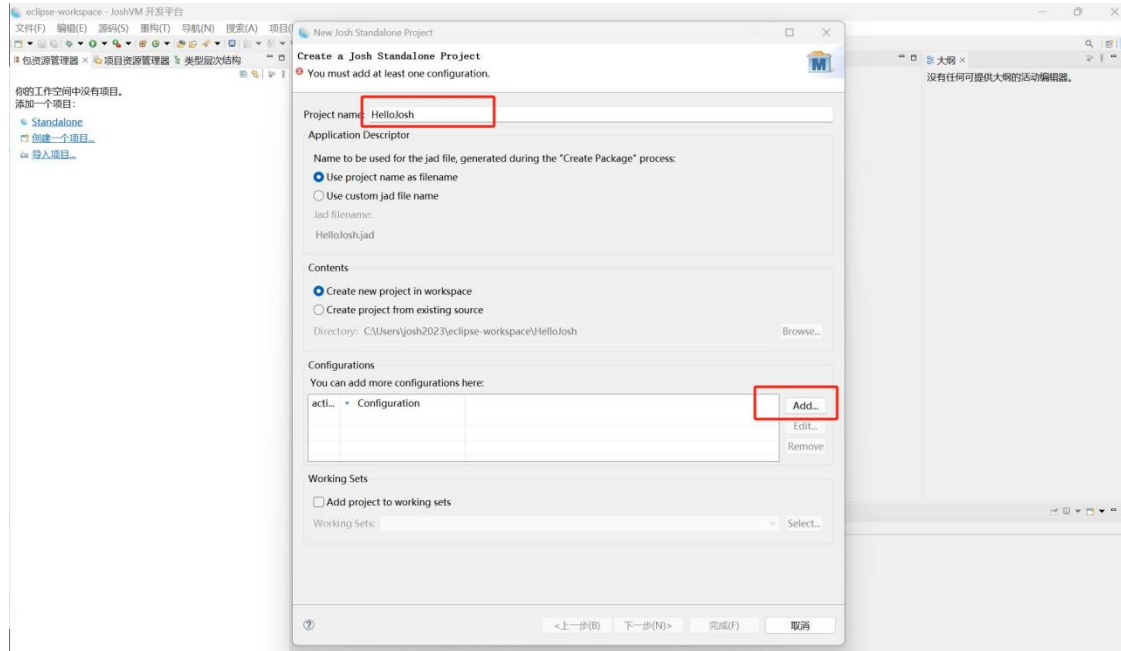 eclipse-workspace - JoshVM 开发平台
文件(F) 编辑(E) 源码(S) 重构(T) 导航(N) 搜索(A) 项目(
包资源管理器 × 项目资源管理器 类型层次结构
你的工作空间中没有项目。
添加一个项目:
Standalone
创建一个项目...
导入项目...
New Josh Standalone Project
Create a Josh Standalone Project
You must add at least one configuration.
M
Project name: HelloJosh
Application Descriptor
Name to be used for the jad file, generated during the "Create Package" process:
Use project name as filename
Use custom jad file name
Jad filename:
HelloJosh.jad
Contents
Create new project in workspace
Create project from existing source
Directory: C:\Users\josh2023\eclipse-workspace\HelloJosh Browse...
Configurations
You can add more configurations here:
acti... Configuration
Add...
Edit...
Remove
Working Sets
Add project to working sets
Working Sets: Select...
<上一步(B) 下一步(N)> 完成(F) 取消
大纲 ×
没有任何可提供大纲的活动编辑器。